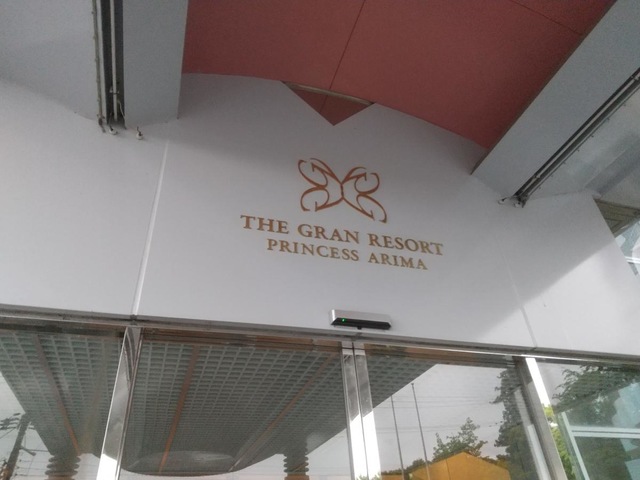 THE GRAN RESORT
PRINCESS ARIMA